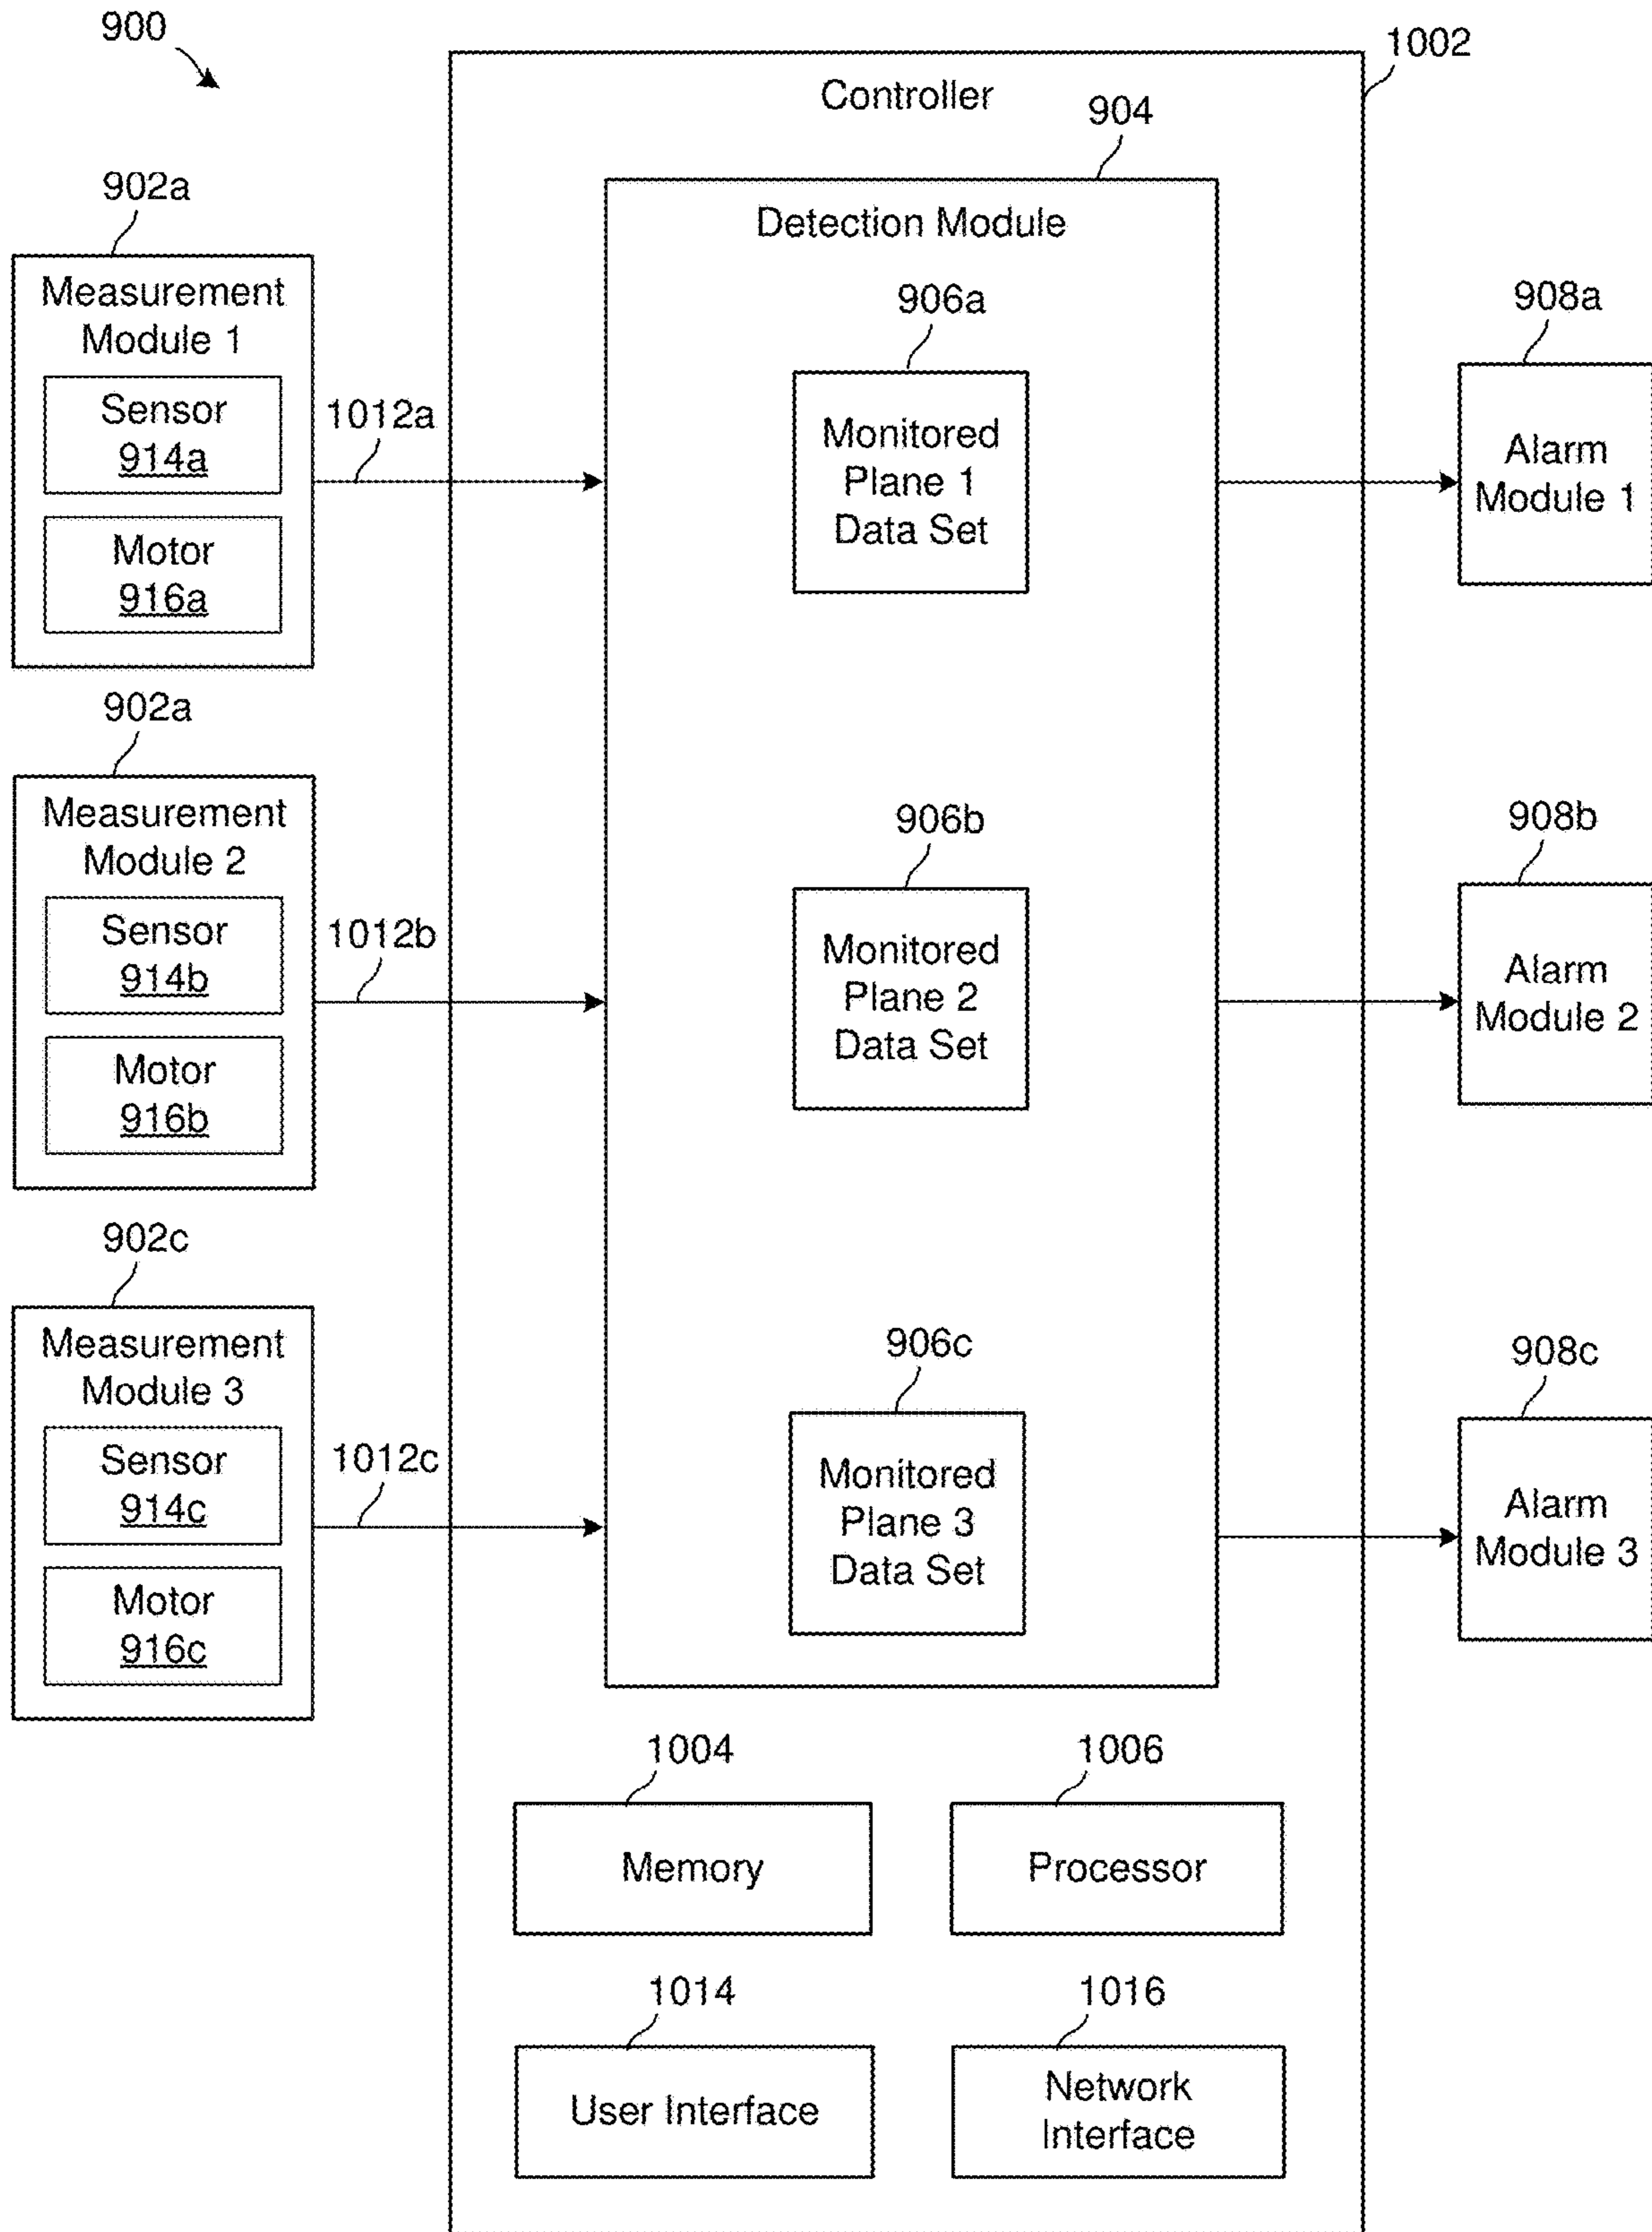 900
1002
Controller
904
Detection Module
902a
Measurement
Module 1
Sensor
914a
Motor
916a
1012a
906a
Monitored
Plane 1
Data Set
908a
Alarm
Module 1
902a
Measurement
Module 2
Sensor
914b
Motor
916b
1012b
906b
Monitored
Plane 2
Data Set
908b
Alarm
Module 2
902c
Measurement
Module 3
Sensor
914c
Motor
916c
1012c
906c
Monitored
Plane 3
Data Set
908c
Alarm
Module 3
1004
Memory
1006
Processor
1014
User Interface
1016
Network
Interface